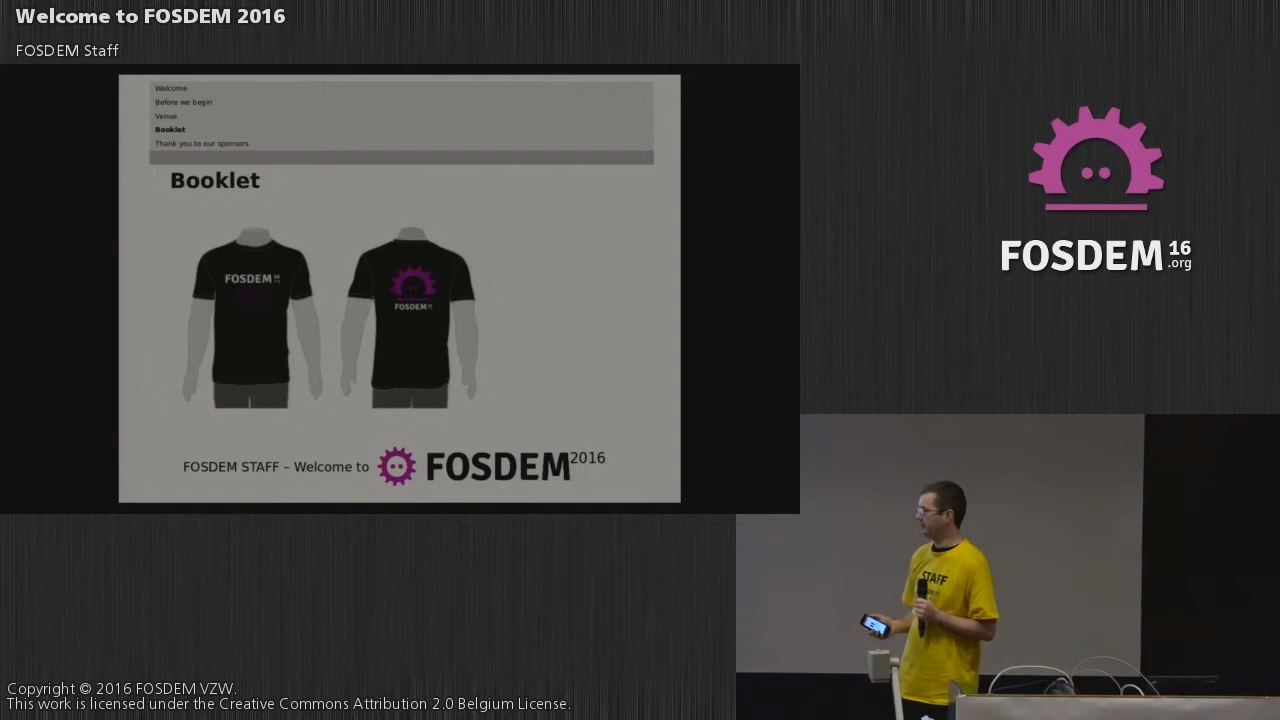 Welcome to FOSDEM 2016
FOSDEM Staff
Welcome
Before we begin
Venue
Booklet
Thank you to our sponsors
Booklet
FOSDEM
FOSDEM
FOSDEM STAFF – Welcome to FOSDEM 2016
FOSDEM 16
.org
STAFF
Copyright © 2016 FOSDEM VZW.
This work is licensed under the Creative Commons Attribution 2.0 Belgium License.